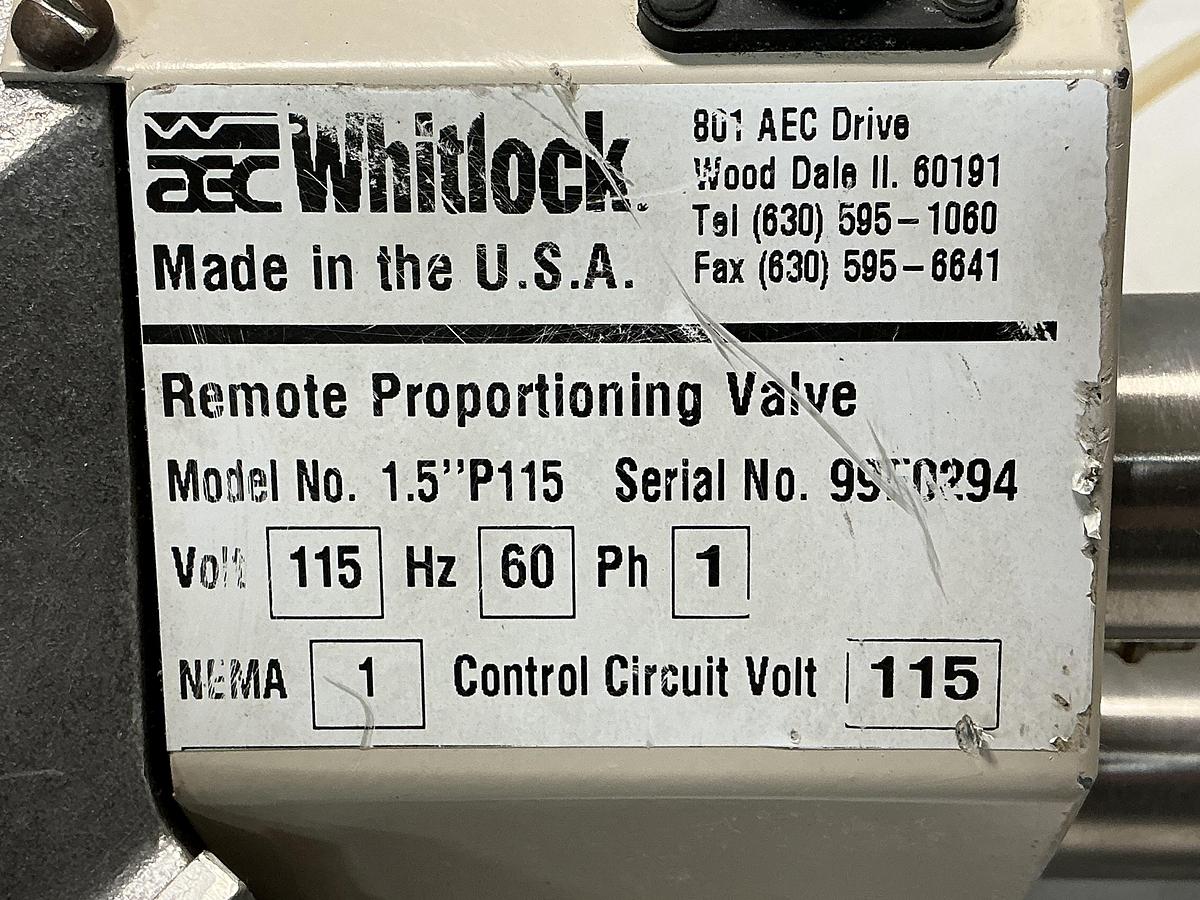 W
AEC Whitlock.
Made in the U.S.A.
801 AEC Drive
Wood Dale Il. 60191
Tel (630) 595-1060
Fax (630) 595-6641
Remote Proportioning Valve
Model No. 1.5"P115 Serial No.
Volt 115 Hz 60 Ph 1
NEMA 1 Control Circuit Volt 115